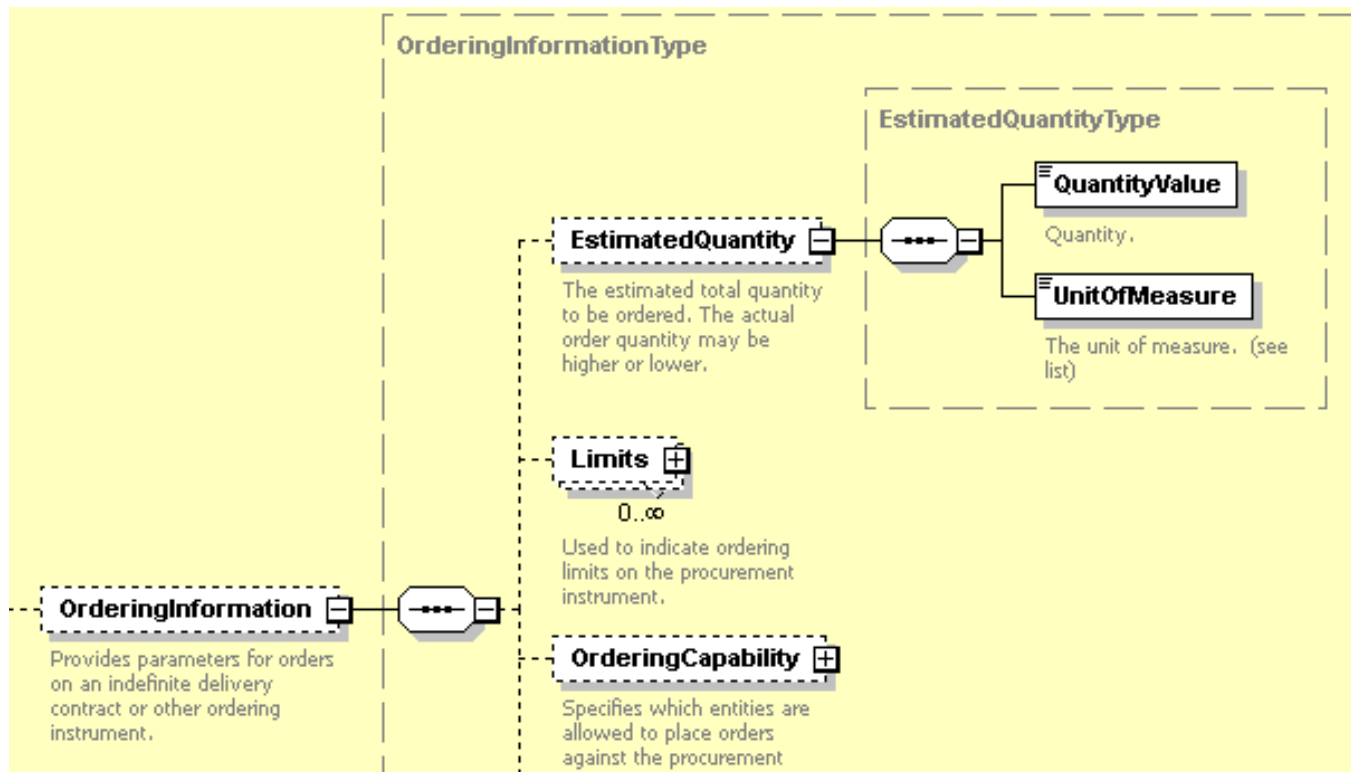 OrderingInformationType
EstimatedQuantityType
QuantityValue
Quantity.
EstimatedQuantity
The estimated total quantity
to be ordered. The actual
order quantity may be
higher or lower.
UnitOfMeasure
The unit of measure.  (see
list)
Limits
0..∞
Used to indicate ordering
limits on the procurement
instrument.
OrderingInformation
Provides parameters for orders
on an indefinite delivery
contract or other ordering
instrument.
OrderingCapability
Specifies which entities are
allowed to place orders
against the procurement